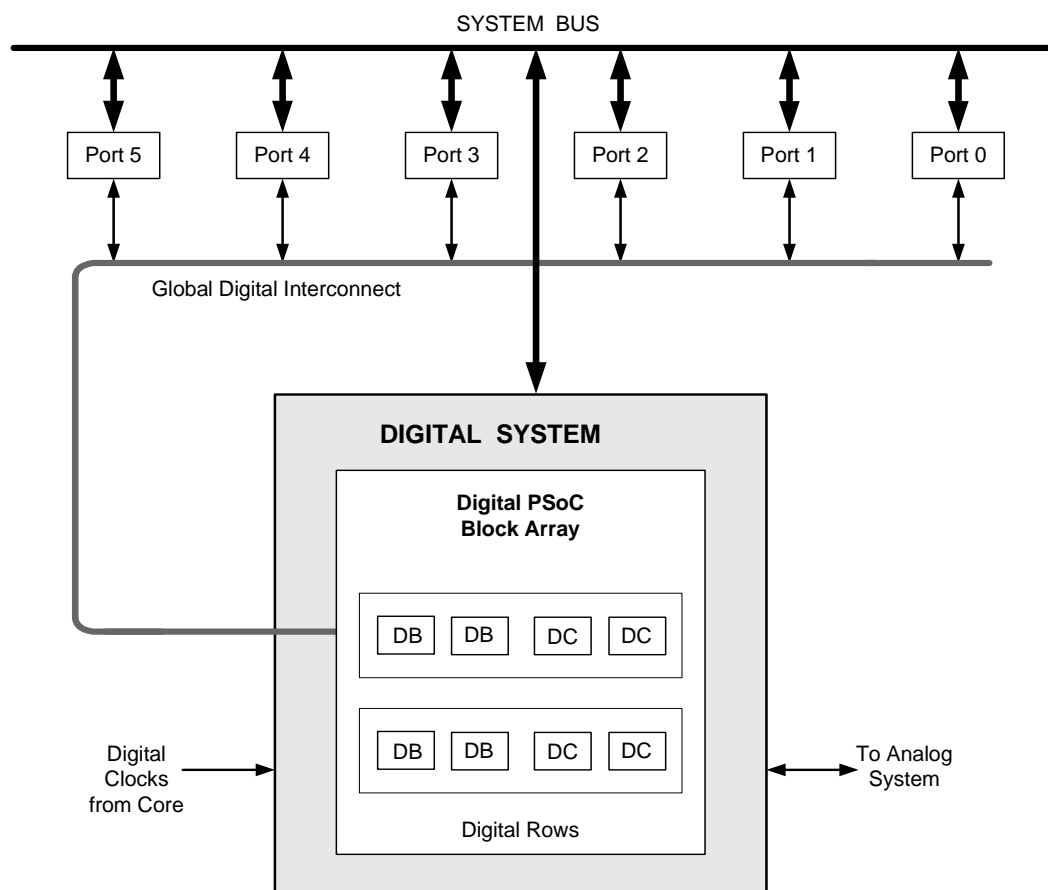 SYSTEM BUS
Port 5
Port 4
Port 3
Port 2
Port 1
Port 0
Global Digital Interconnect
DIGITAL SYSTEM
Digital PSoC
Block Array
DB
DB
DC
DC
DB
DB
DC
DC
Digital Rows
Digital
Clocks
from Core
To Analog
System